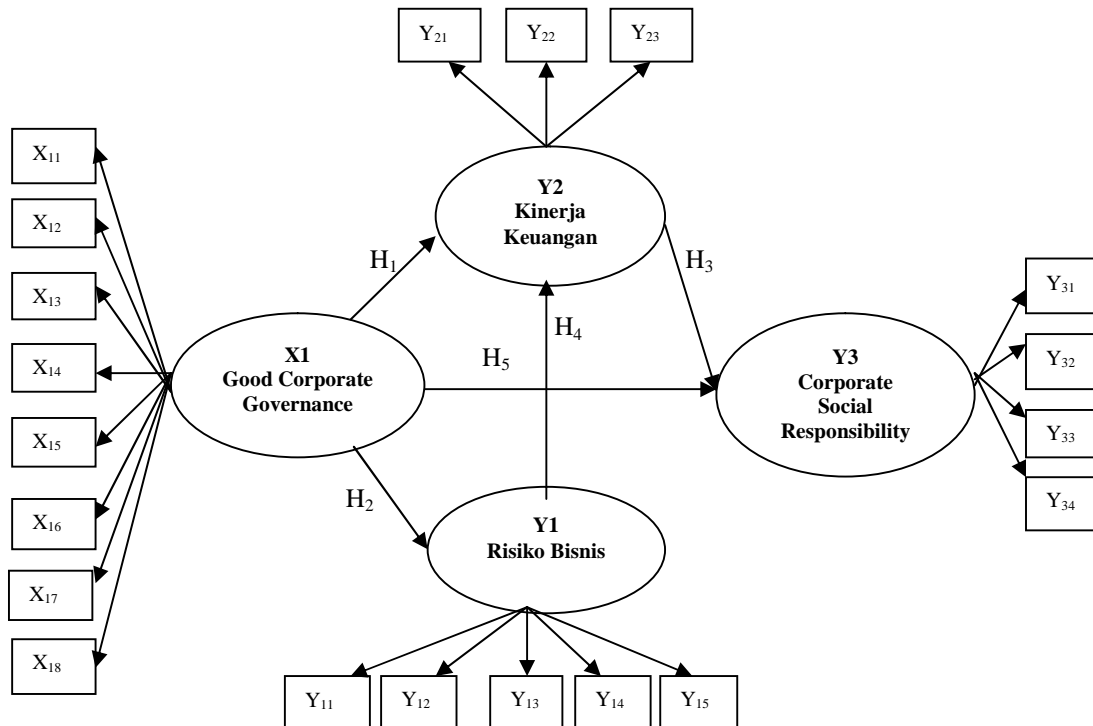 Y₂₁
Y₂₂
Y₂₃
X₁₁
X₁₂
X₁₃
X₁₄
X₁₅
X₁₆
X₁₇
X₁₈
Y2
Kinerja
Keuangan
H₁
H₃
H₄
H₅
H₂
X1
Good Corporate
Governance
Y3
Corporate
Social
Responsibility
Y₃₁
Y₃₂
Y₃₃
Y₃₄
Y1
Risiko Bisnis
Y₁₁
Y₁₂
Y₁₃
Y₁₄
Y₁₅